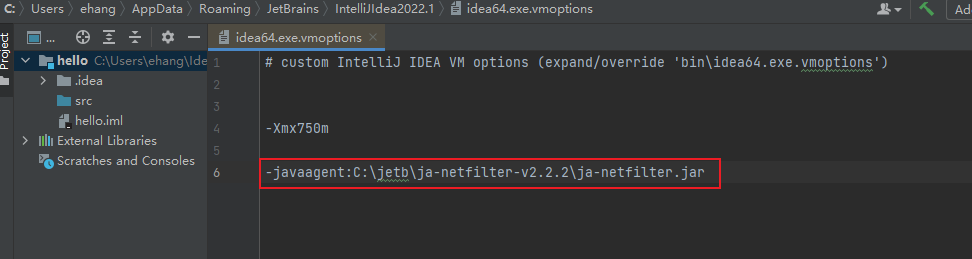 C: Users ehang AppData Roaming JetBrains IntelliJIdea2022.1 idea64.exe.vmoptions Ad
Project
...
idea64.exe.vmoptions
hello C:\Users\ehang\Ide
.idea
src
hello.iml
External Libraries
Scratches and Consoles
1 # custom IntelliJ IDEA VM options (expand/override 'bin\idea64.exe.vmoptions')
2
3
4 -Xmx750m
5
6 -javaagent:C:\jetb\ja-netfilter-v2.2.2\ja-netfilter.jar